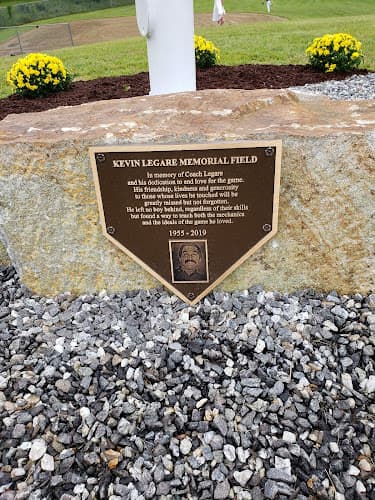 KEVIN LEGARE MEMORIAL FIELD
In memory of Coach Legare
and his dedication to and love for the game.
His friendship, kindness and generosity
to those whose lives he touched will be
greatly missed but not forgotten.
He left no boy behind, regardless of their skills
but found a way to teach both the mechanics
and the ideals of the game he loved.
1955 - 2019